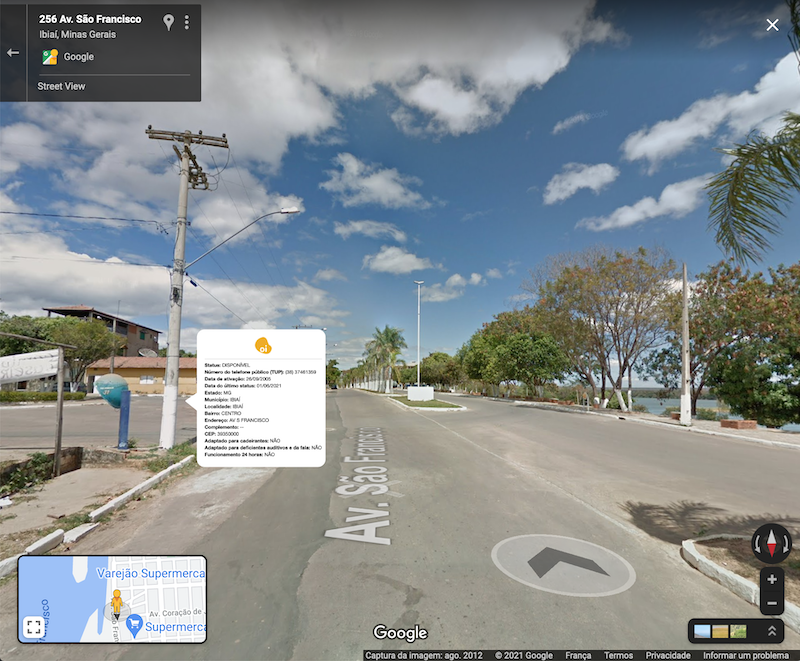 256 Av. São Francisco
Ibiaí, Minas Gerais
Google
Street View
oi
Status: DISPONÍVEL
Número do telefone público (TUP): (38) 37461359
Data de ativação: 26/09/2005
Data do último status: 01/06/2021
Estado: MG
Município: IBIAÍ
Localidade: IBIAÍ
Bairro: CENTRO
Endereço: AV S FRANCISCO
Complemento: --
CEP: 39350000
Adaptado para cadeirantes: NÃO
Adaptado para deficientes auditivos e da fala: NÃO
Funcionamento 24 horas: NÃO
Av. São Francisco
Varejão Supermerca
Av. Coração de
Supermerca
Google
Captura da imagem: ago. 2012 © 2021 Google França Termos Privacidade Informar um problema